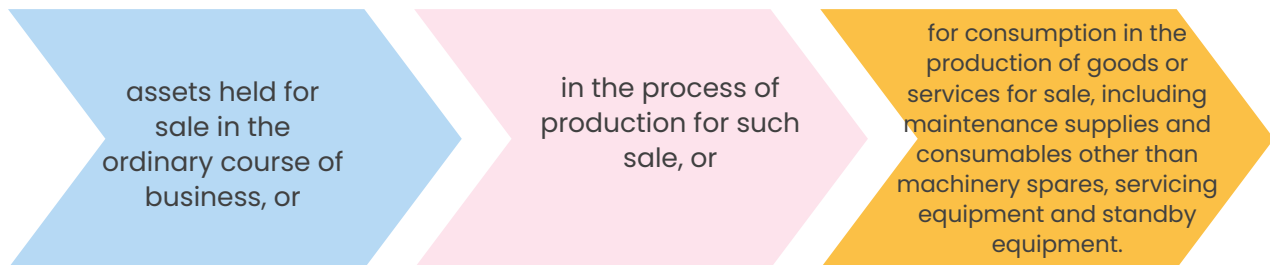 assets held for
sale in the
ordinary course of
business, or
in the process of
production for such
sale, or
for consumption in the
production of goods or
services for sale, including
maintenance supplies and
consumables other than
machinery spares, servicing
equipment and standby
equipment.